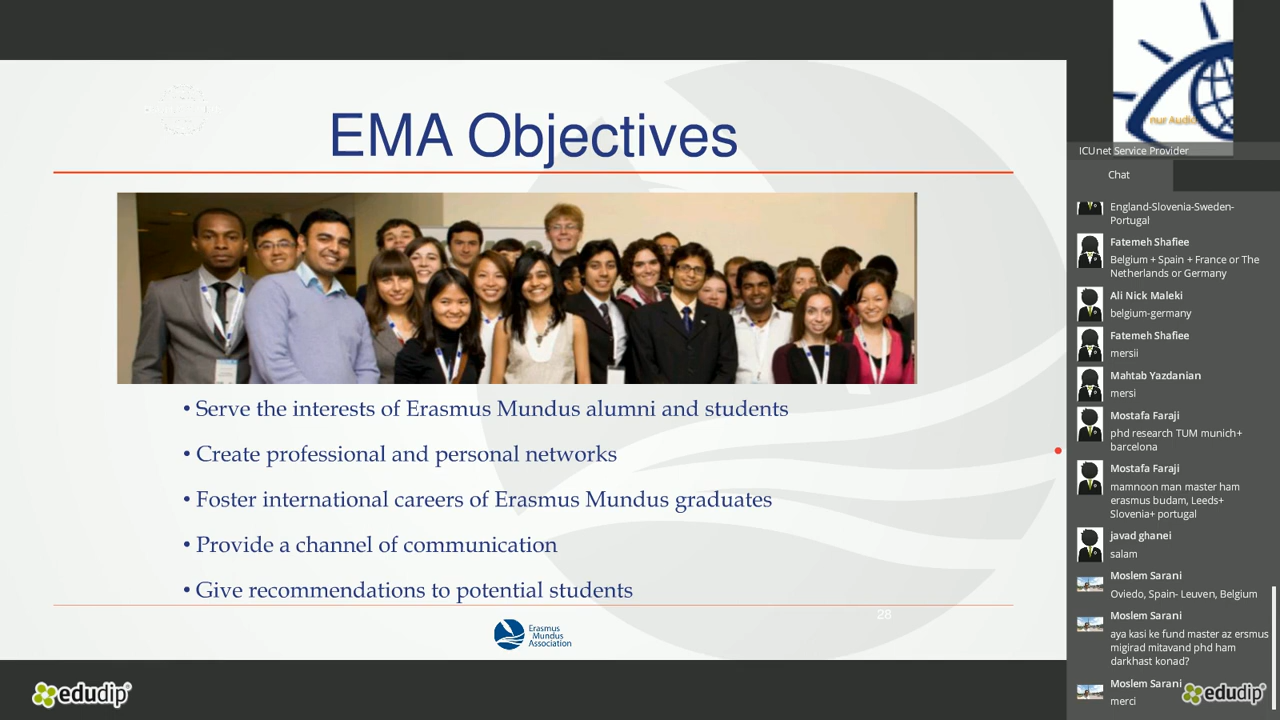 EMA Objectives
• Serve the interests of Erasmus Mundus alumni and students
• Create professional and personal networks
• Foster international careers of Erasmus Mundus graduates
• Provide a channel of communication
• Give recommendations to potential students
28
Erasmus
Mundus
Association
edudip
nur Audio
ICUnet Service Provider
Chat
England-Slovenia-Sweden-
Portugal
Fatemeh Shafiee
Belgium + Spain + France or The
Netherlands or Germany
Ali Nick Maleki
belgium-germany
Fatemeh Shafiee
mersii
Mahtab Yazdanian
mersi
Mostafa Faraji
phd research TUM munich+
barcelona
Mostafa Faraji
mamnoon man master ham
erasmus budam, Leeds+
Slovenia+ portugal
javad ghanei
salam
Moslem Sarani
Oviedo, Spain- Leuven, Belgium
Moslem Sarani
aya kasi ke fund master az ersmus
migirad mitavand phd ham
darkhast konad?
Moslem Sarani
merci
edudip